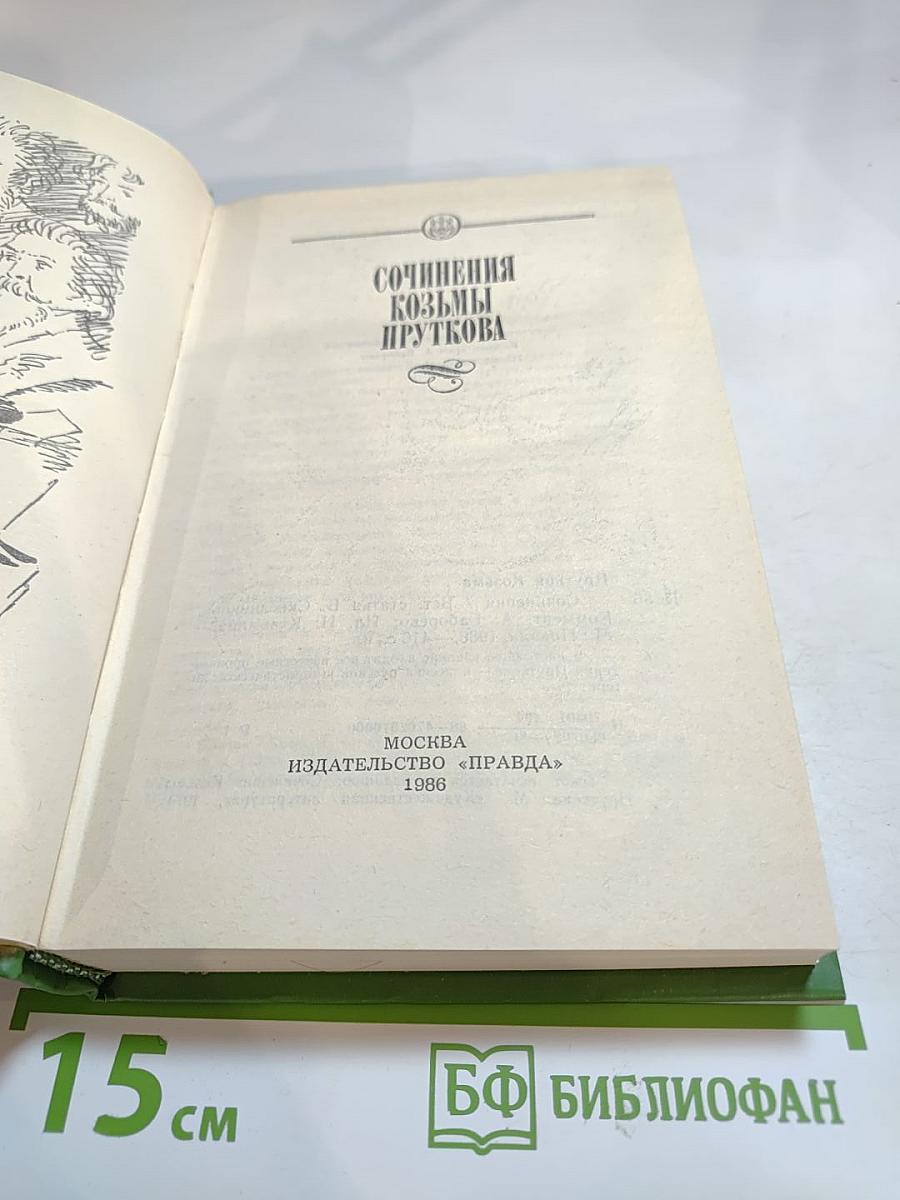 СОЧИНЕНИЯ
КОЗЬМЫ
ПРУТКОВА
МОСКВА
ИЗДАТЕЛЬСТВО «ПРАВДА»
1986
15 см
БФ БИБЛИОФАН